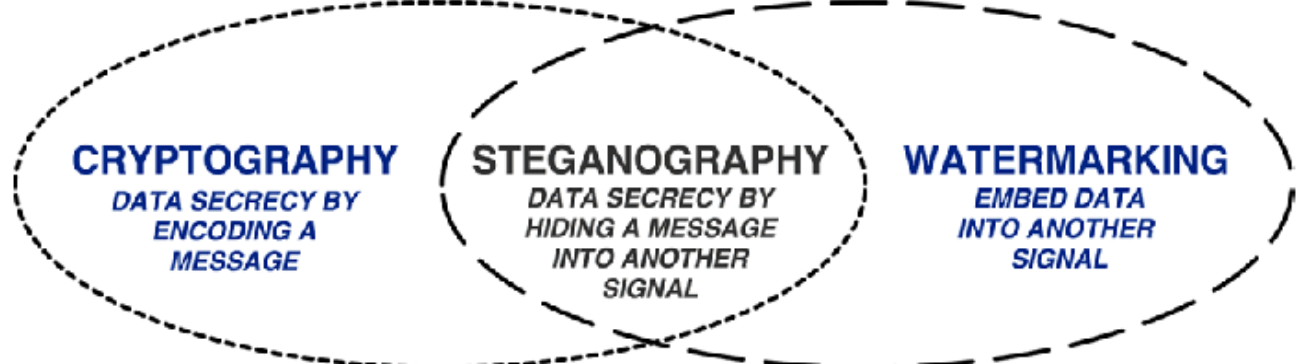 CRYPTOGRAPHY
DATA SECRECY BY
ENCODING A
MESSAGE
STEGANOGRAPHY
DATA SECRECY BY
HIDING A MESSAGE
INTO ANOTHER
SIGNAL
WATERMARKING
EMBED DATA
INTO ANOTHER
SIGNAL